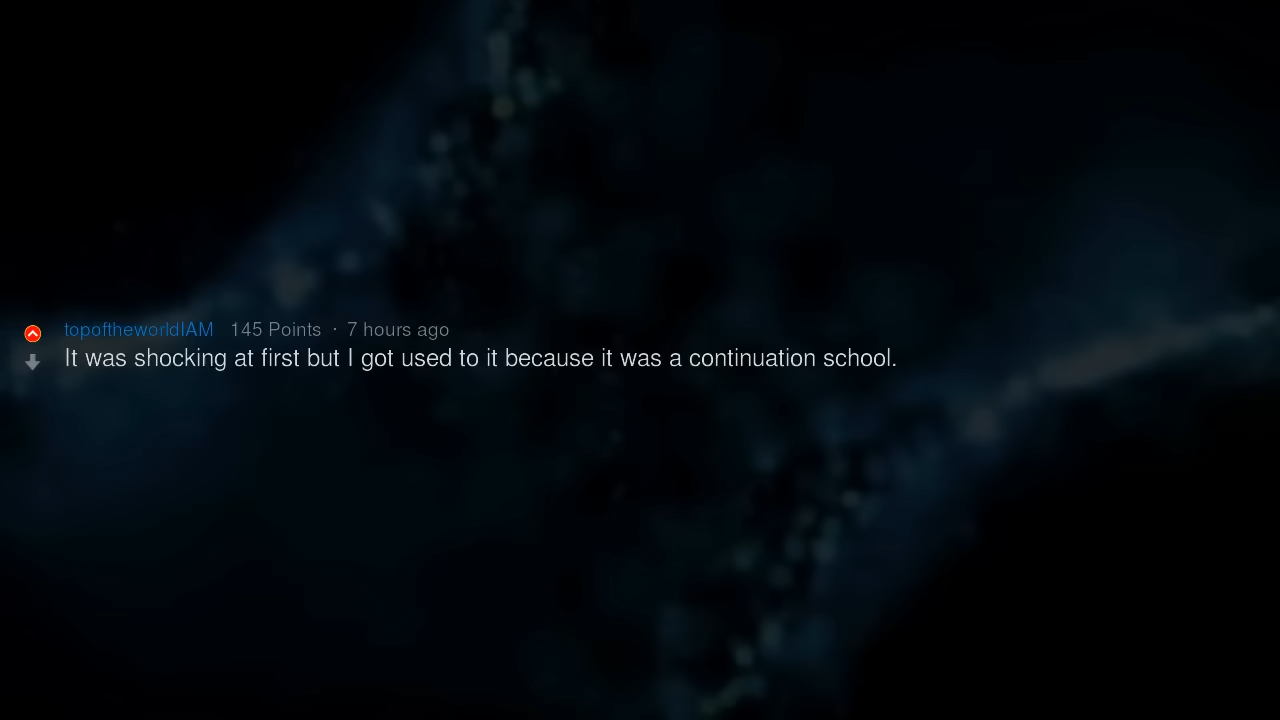 topoftheworldIAM 145 Points · 7 hours ago
It was shocking at first but I got used to it because it was a continuation school.